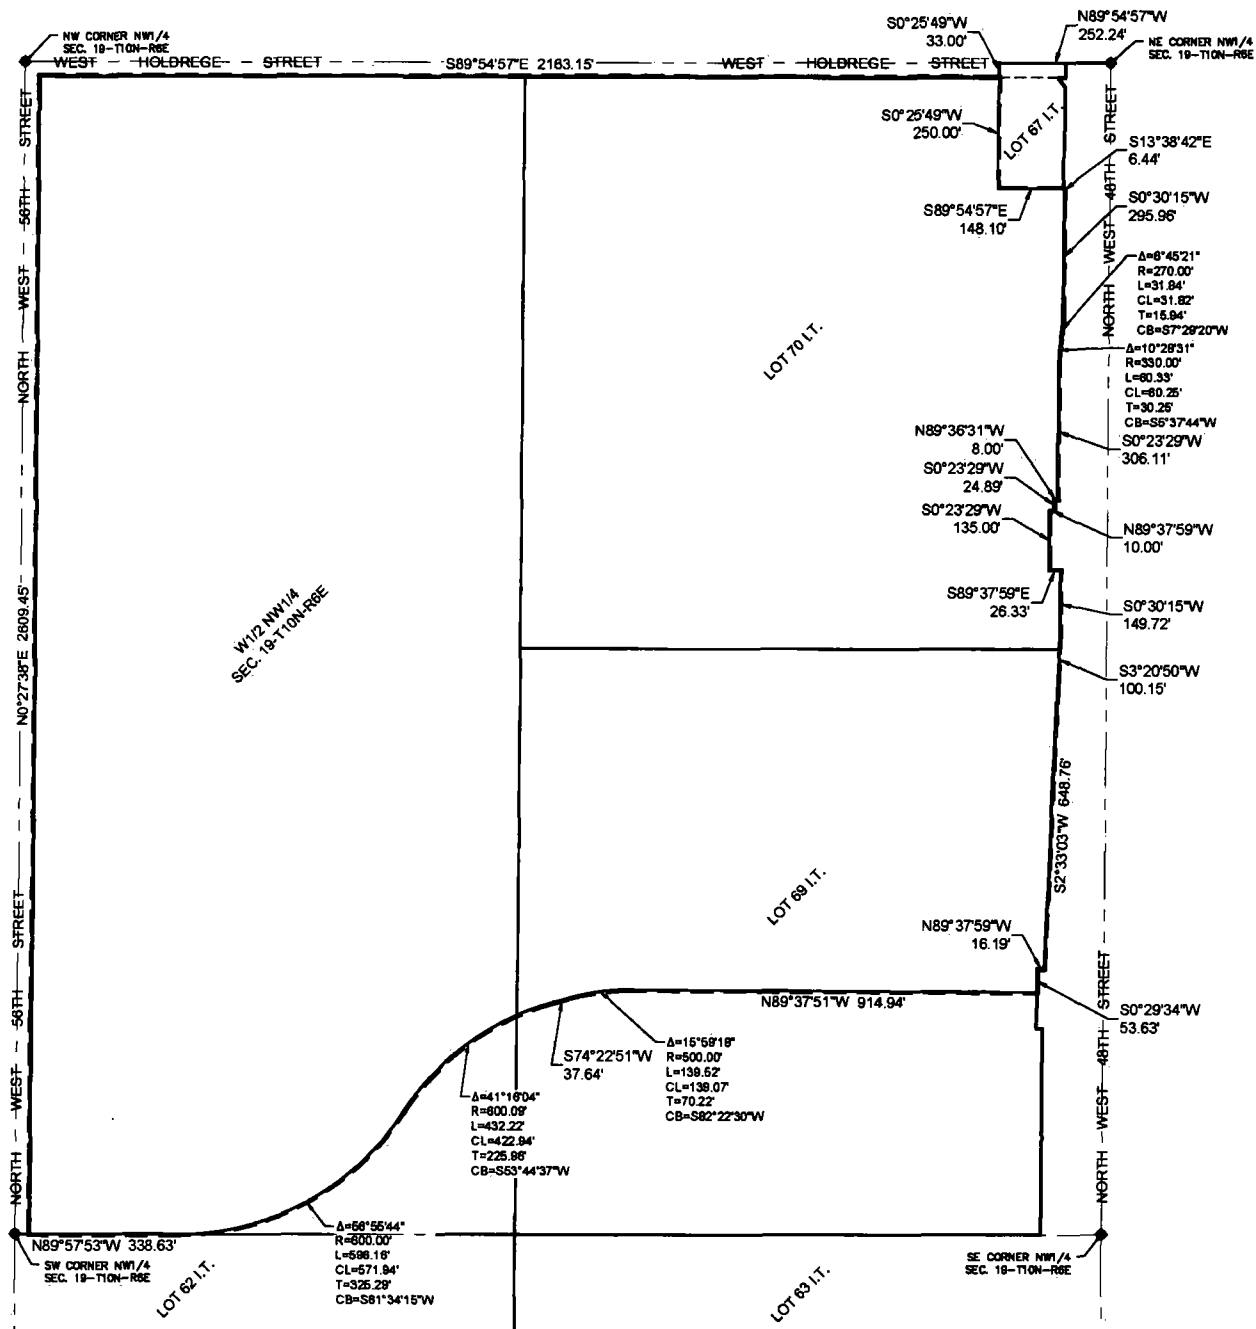 NW CORNER NW1/4
SEC. 19-T10N-R6E
S0°25'49"W
33.00'
N89°54'57"W
252.24'
NE CORNER NW1/4
SEC. 19-T10N-R6E
WEST HOLDREGE STREET
S89°54'57"E 2163.15'
WEST HOLDREGE STREET
S0°25'49"W
250.00'
LOT 67 I.T.
S13°38'42"E
6.44'
S0°30'15"W
295.96'
S89°54'57"E
148.10'
NORTH WEST 56TH STREET
NORTH WEST 48TH STREET
Δ=6°45'21"
R=270.00'
L=31.84'
CL=31.82'
T=15.94'
CB=S7°29'20"W
LOT 70 I.T.
Δ=10°28'31"
R=330.00'
L=60.33'
CL=60.25'
T=30.25'
CB=S5°37'44"W
S0°23'29"W
306.11'
N89°36'31"W
8.00'
S0°23'29"W
24.89'
S0°23'29"W
135.00'
N89°37'59"W
10.00'
S89°37'59"E
26.33'
S0°30'15"W
149.72'
W1/2 NW1/4
SEC. 19-T10N-R6E
N0°27'38"E 2609.45'
S3°20'50"W
100.15'
S2°33'03"W 648.76'
LOT 69 I.T.
N89°37'59"W
16.19'
N89°37'51"W 914.94'
S0°29'34"W
53.63'
NORTH WEST 56TH STREET
NORTH WEST 48TH STREET
S74°22'51"W
37.64'
Δ=15°59'18"
R=500.00'
L=139.52'
CL=139.07'
T=70.22'
CB=S82°22'30"W
Δ=41°16'04"
R=600.09'
L=432.22'
CL=422.94'
T=225.96'
CB=S53°44'37"W
Δ=56°55'44"
R=600.00'
L=596.16'
CL=571.94'
T=325.29'
CB=S61°34'15"W
N89°57'53"W 338.63'
SW CORNER NW1/4
SEC. 19-T10N-R6E
SE CORNER NW1/4
SEC. 19-T10N-R6E
LOT 62 I.T.
LOT 63 I.T.